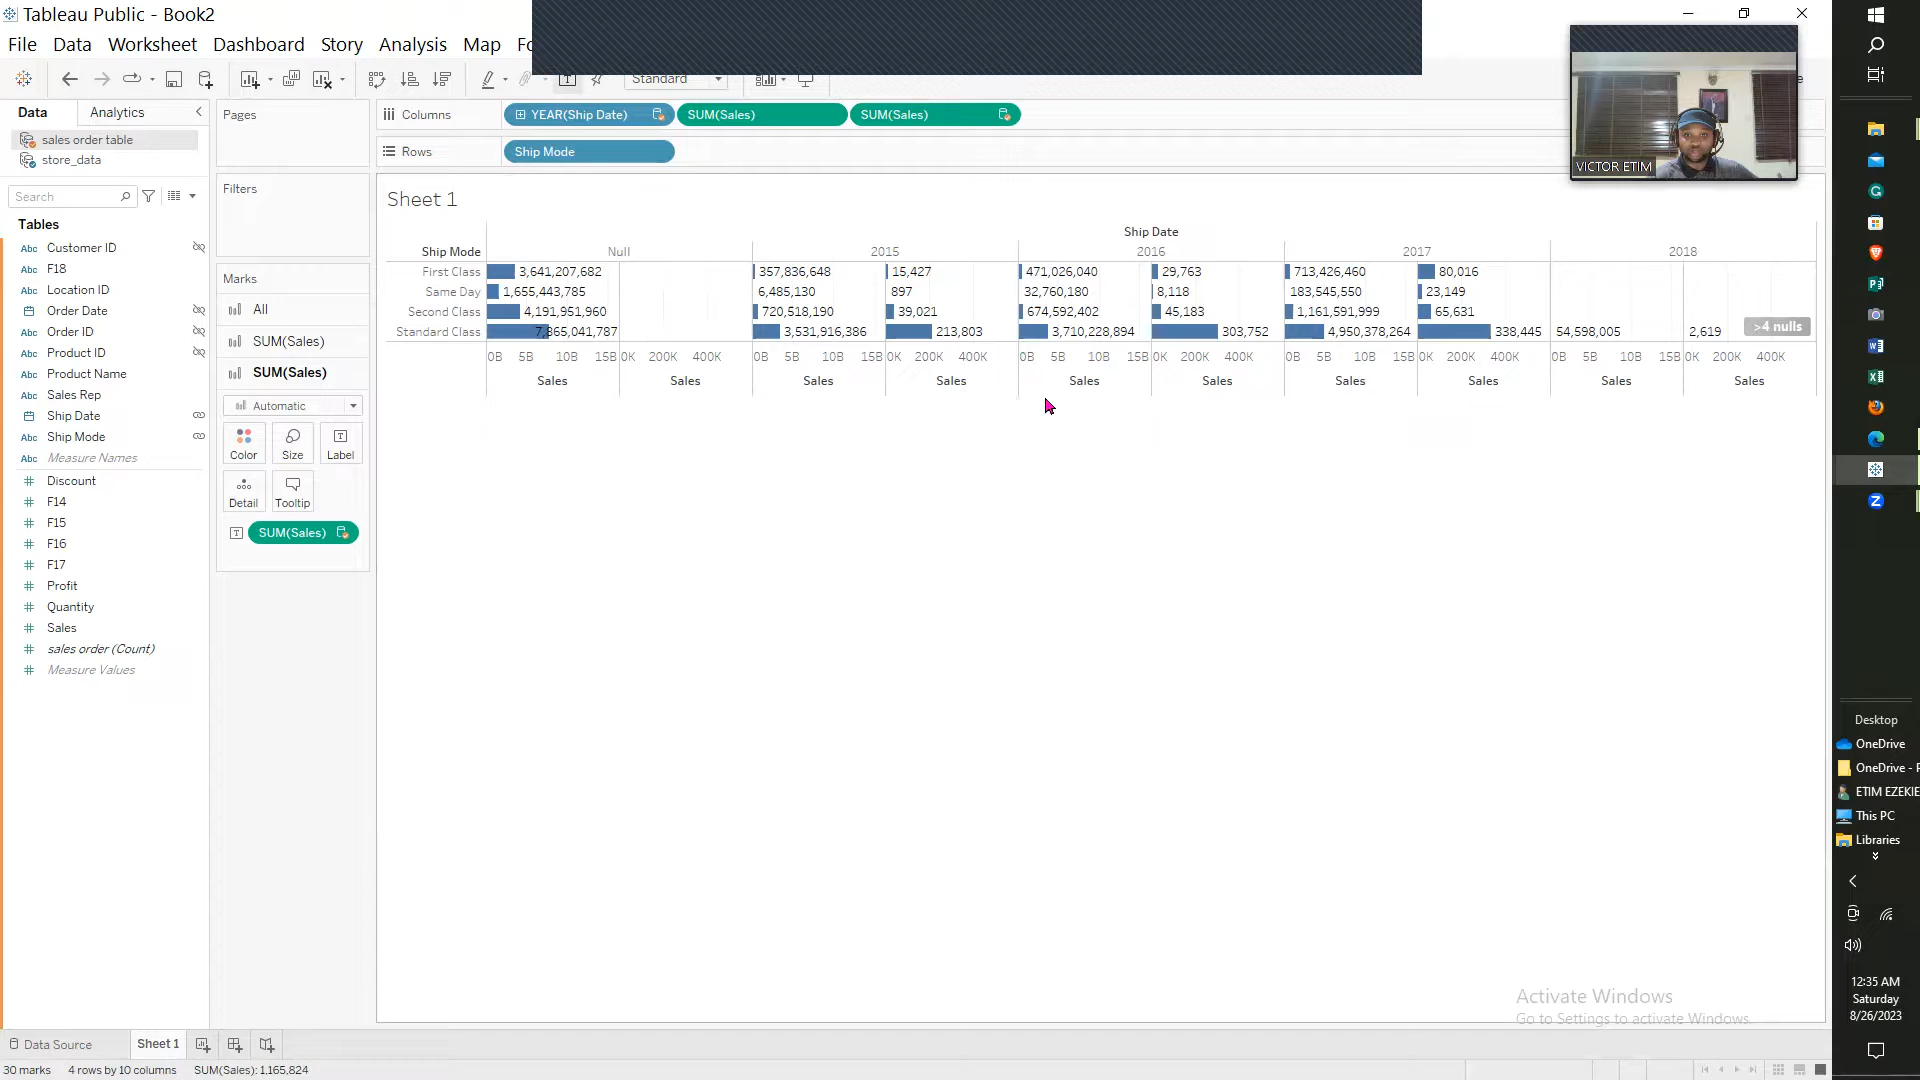 Tableau Public - Book2
File Data Worksheet Dashboard Story Analysis Map Fo
Standard
VICTOR ETIM
Data Analytics
sales order table
store_data
Search
Tables
Abc Customer ID
Abc F18
Abc Location ID
Order Date
Abc Order ID
Abc Product ID
Abc Product Name
Abc Sales Rep
Ship Date
Abc Ship Mode
Abc Measure Names
# Discount
# F14
# F15
# F16
# F17
# Profit
# Quantity
# Sales
# sales order (Count)
# Measure Values
Pages
Filters
Marks
All
SUM(Sales)
SUM(Sales)
Automatic
Color Size Label
Detail Tooltip
T SUM(Sales)
Columns YEAR(Ship Date) SUM(Sales) SUM(Sales)
Rows Ship Mode
Sheet 1
Ship Date
Ship Mode Null 2015 2016 2017 2018
First Class 3,641,207,682 357,836,648 15,427 471,026,040 29,763 713,426,460 80,016
Same Day 1,655,443,785 6,485,130 897 32,760,180 8,118 183,545,550 23,149
Second Class 4,191,951,960 720,518,190 39,021 674,592,402 45,183 1,161,591,999 65,631
Standard Class 7,865,041,787 3,531,916,386 213,803 3,710,228,894 303,752 4,950,378,264 338,445 54,598,005 2,619
>4 nulls
0B 5B 10B 15B 0K 200K 400K 0B 5B 10B 15B 0K 200K 400K 0B 5B 10B 15B 0K 200K 400K 0B 5B 10B 15B 0K 200K 400K 0B 5B 10B 15B 0K 200K 400K
Sales Sales Sales Sales Sales Sales Sales Sales Sales Sales
Activate Windows
Go to Settings to activate Windows.
Data Source Sheet 1
30 marks 4 rows by 10 columns SUM(Sales): 1,165,824
Desktop
OneDrive
OneDrive - P
ETIM EZEKIE
This PC
Libraries
12:35 AM
Saturday
8/26/2023